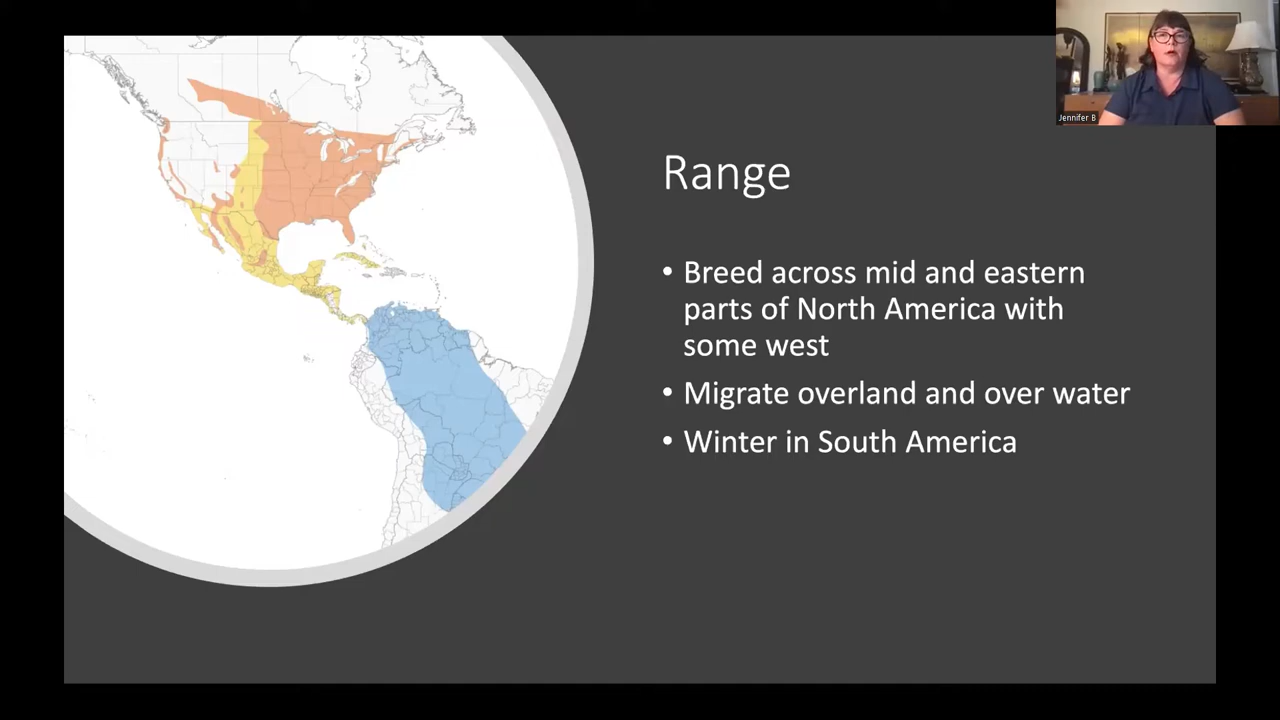 Jennifer B
Range
• Breed across mid and eastern
parts of North America with
some west
• Migrate overland and over water
• Winter in South America